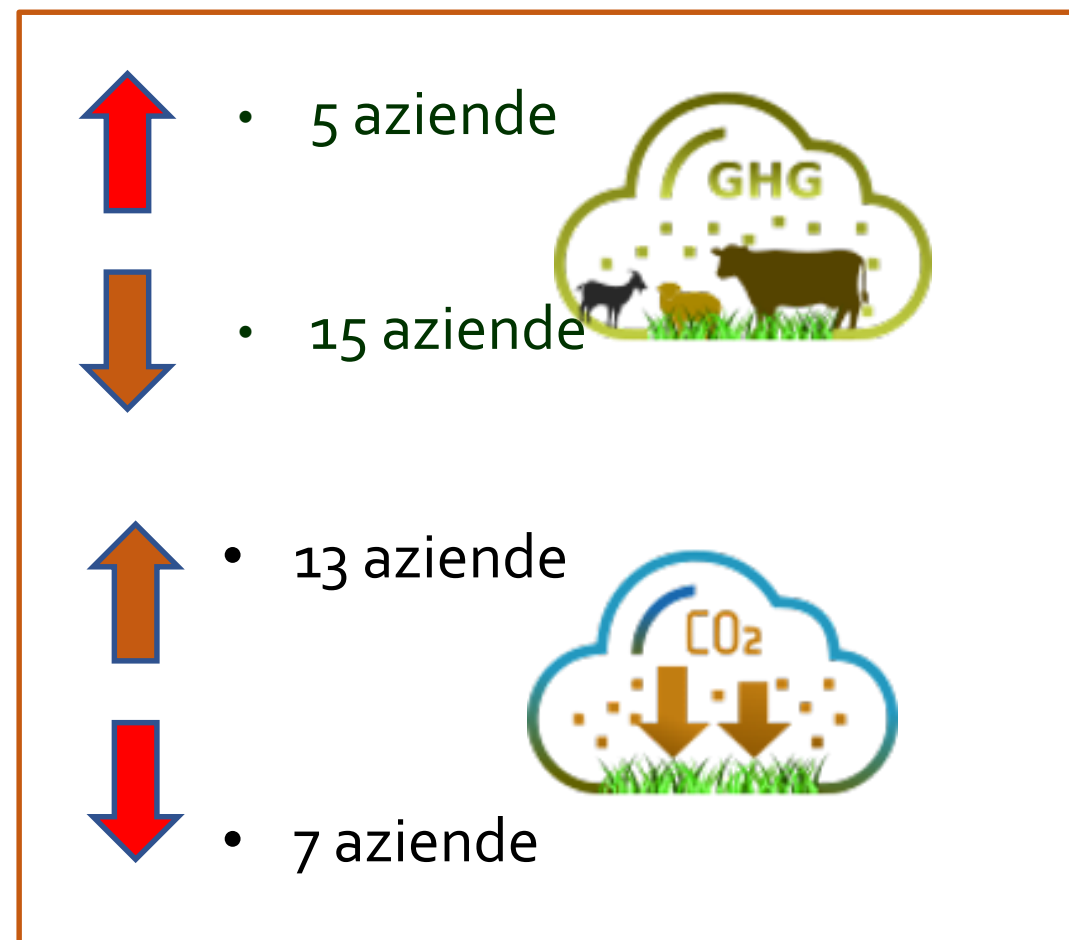 • 5 aziende
GHG
• 15 aziende
• 13 aziende
CO2
• 7 aziende